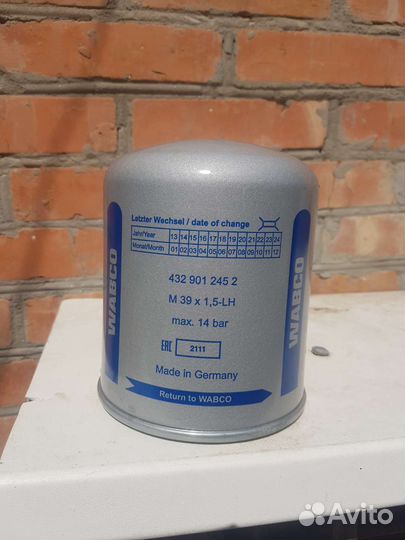 Letzter Wechsel / date of change
Jahr/Year 13 14 15 16 17 18 19 20 21 22 23 24
Monat/Month 01 02 03 04 05 06 07 08 09 10 11 12
432 901 245 2
M 39 x 1,5-LH
max. 14 bar
EAC 2111
Made in Germany
Return to WABCO
WABCO
WABCO
Avito